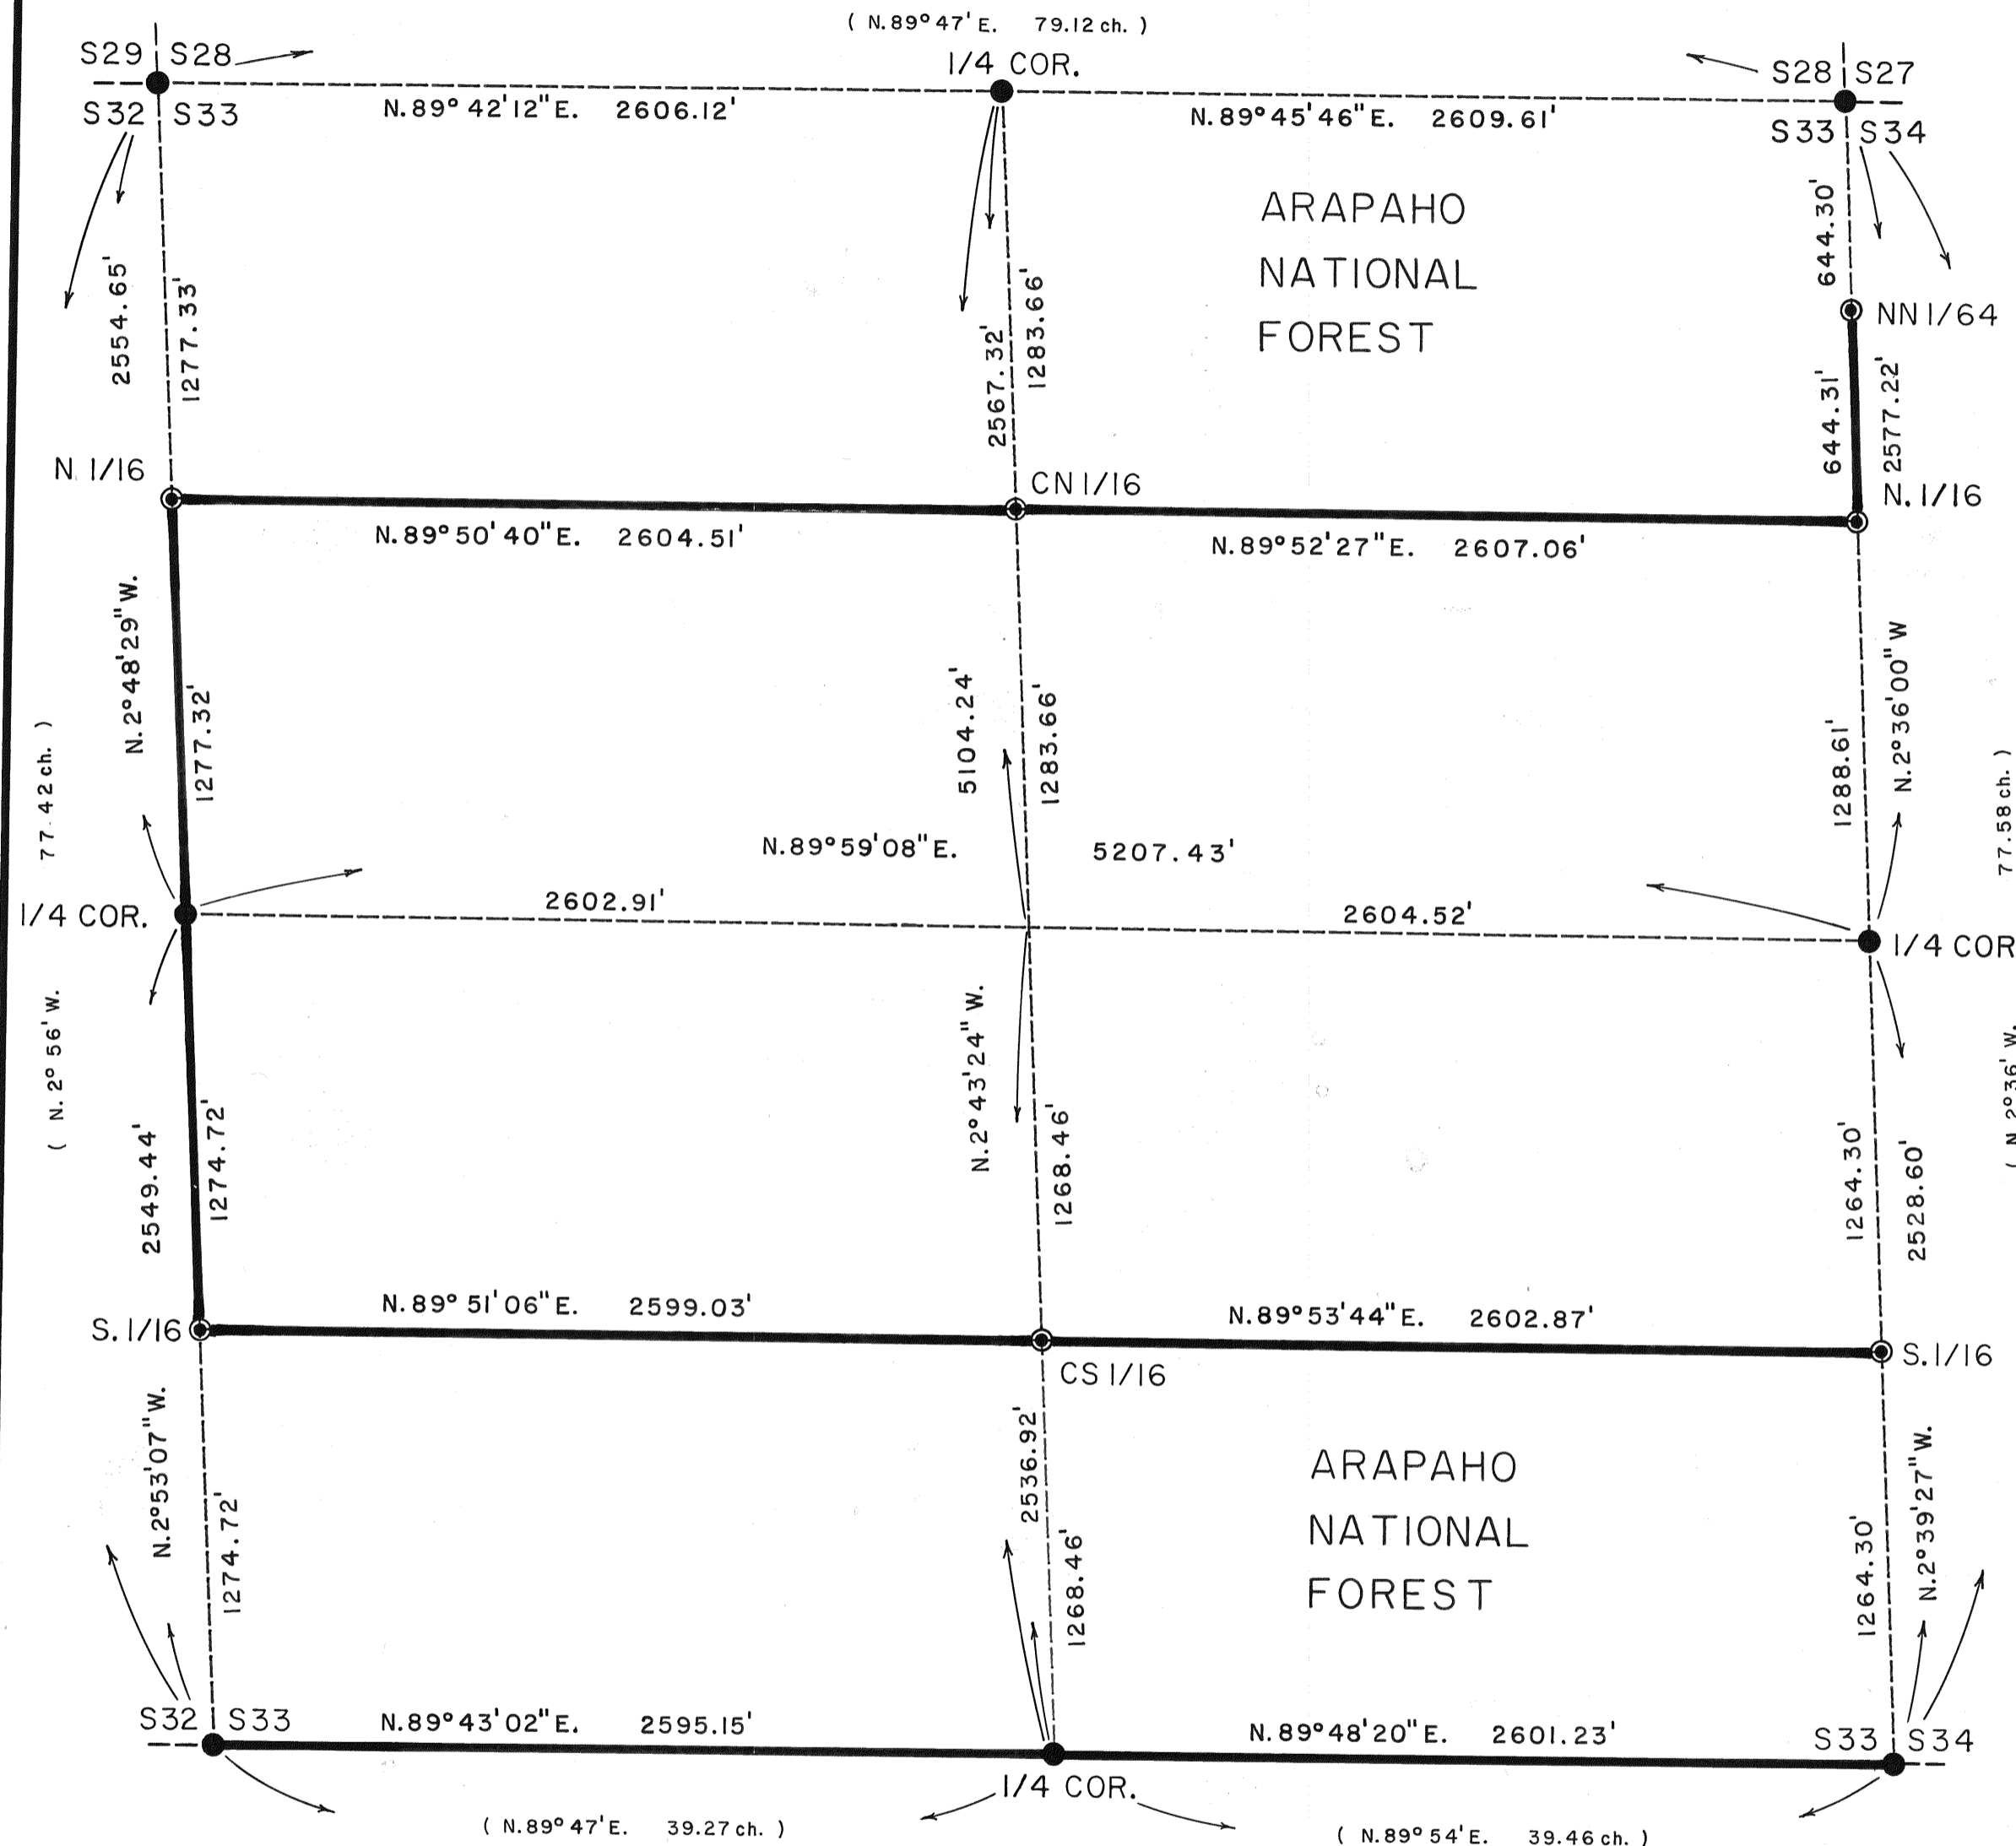 ( N.89°47'E. 79.12 ch. )
S29 S28
1/4 COR.
S28 S27
S32 S33
N.89°42'12"E. 2606.12'
N.89°45'46"E. 2609.61'
S33 S34
ARAPAHO
NATIONAL
FOREST
2554.65'
1277.33'
2567.32'
1283.66'
644.30'
NN 1/64
644.31'
2577.22'
N 1/16
CN 1/16
N. 1/16
N.89°50'40"E. 2604.51'
N.89°52'27"E. 2607.06'
N.2°48'29"W.
1277.32'
5104.24'
1283.66'
1288.61'
N.2°36'00"W
77.42 ch. )
77.58 ch. )
N.89°59'08"E. 5207.43'
2602.91'
2604.52'
1/4 COR.
1/4 COR
( N.2°56'W.
N.2°43'24"W.
( N.2°36'W.
2549.44'
1274.72'
1268.46'
1264.30'
2528.60'
N.89°51'06"E. 2599.03'
N.89°53'44"E. 2602.87'
S. 1/16
CS 1/16
S. 1/16
N.2°53'07"W.
1274.72'
2536.92'
1268.46'
ARAPAHO
NATIONAL
FOREST
1264.30'
N.2°39'27"W.
S32 S33
N.89°43'02"E. 2595.15'
N.89°48'20"E. 2601.23'
S33 S34
1/4 COR.
( N.89°47'E. 39.27 ch. )
( N.89°54'E. 39.46 ch. )